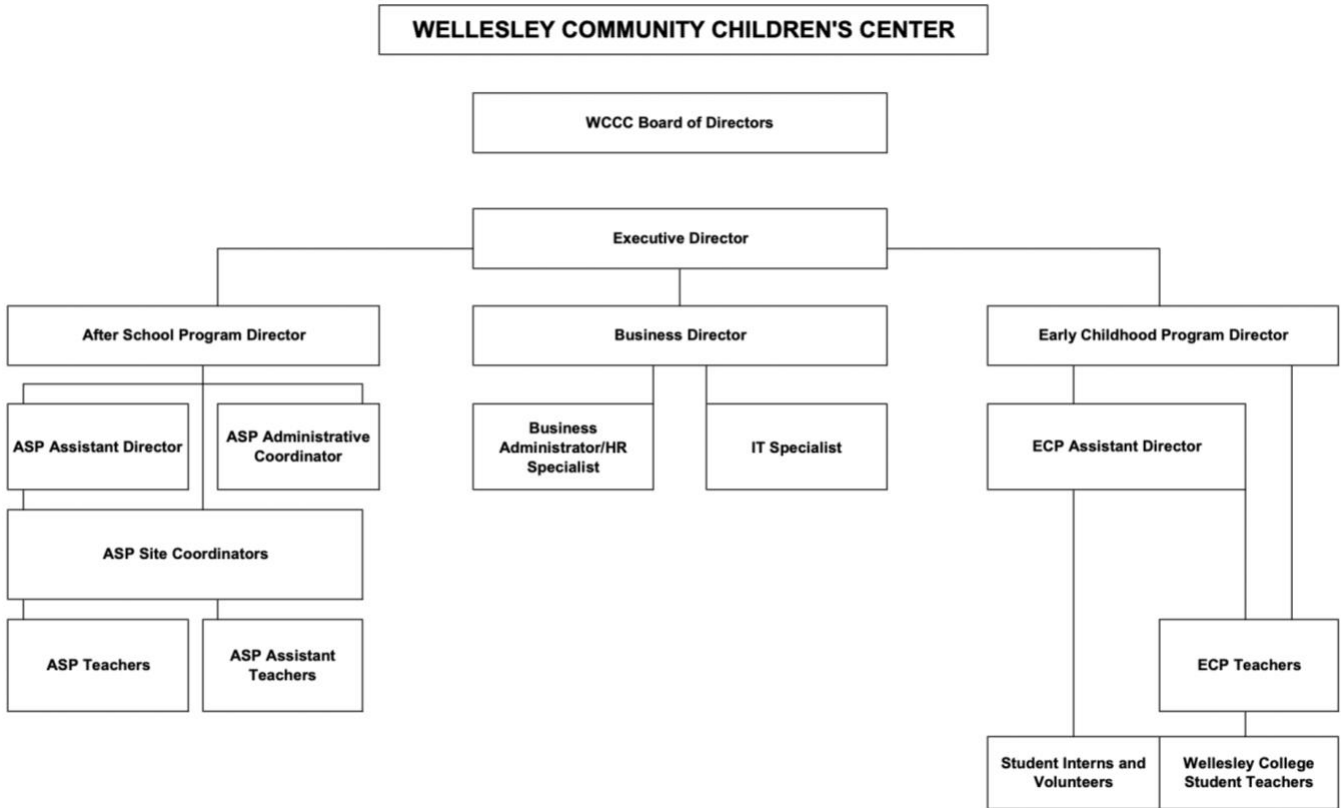 WELLESLEY COMMUNITY CHILDREN'S CENTER
WCCC Board of Directors
Executive Director
After School Program Director
Business Director
Early Childhood Program Director
ASP Assistant Director
ASP Administrative
Coordinator
Business
Administrator/HR
Specialist
IT Specialist
ECP Assistant Director
ASP Site Coordinators
ASP Teachers
ASP Assistant
Teachers
ECP Teachers
Student Interns and
Volunteers
Wellesley College
Student Teachers